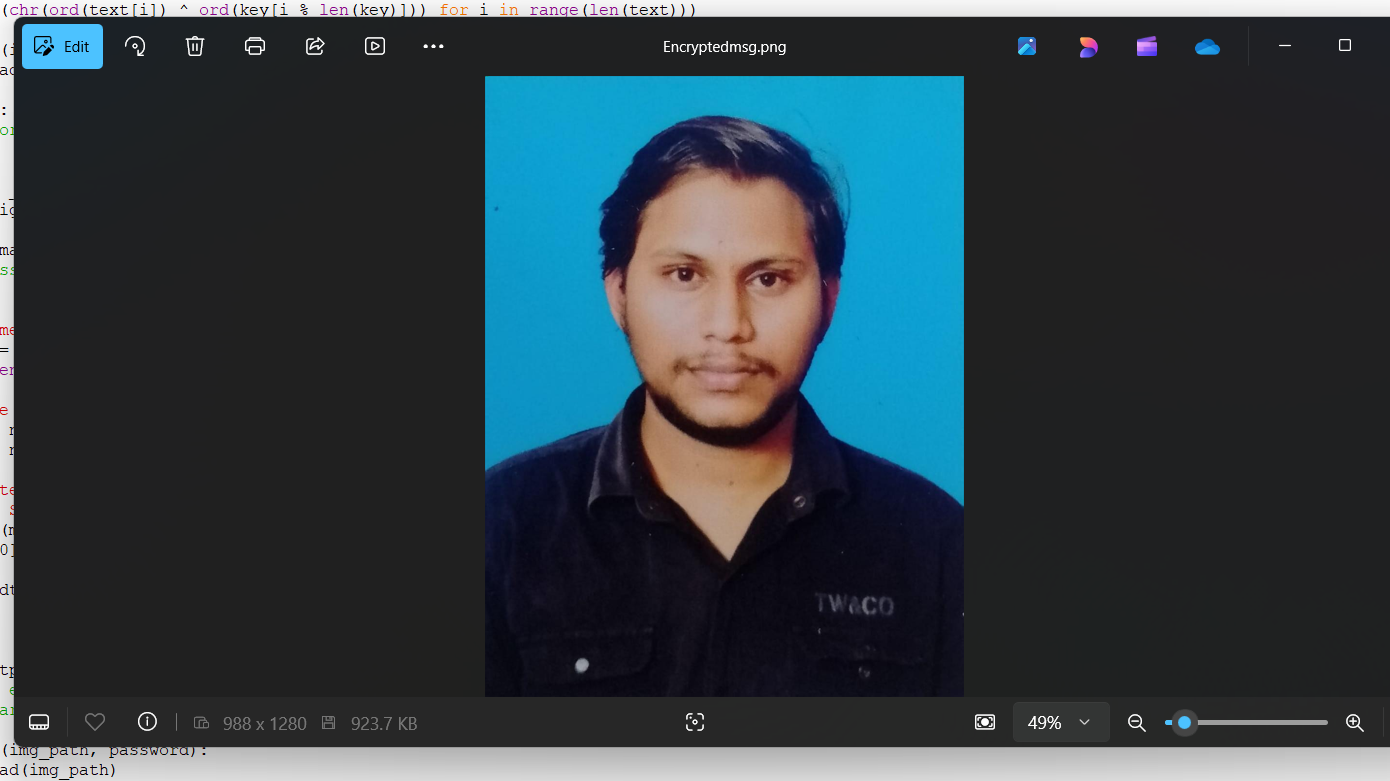 (chr(ord(text[i]) ^ ord(key[i % len(key)])) for i in range(len(text)))
Edit
Encryptedmsg.png
TW&CO
988 x 1280
923.7 KB
49%
(img_path, password):
ad(img_path)